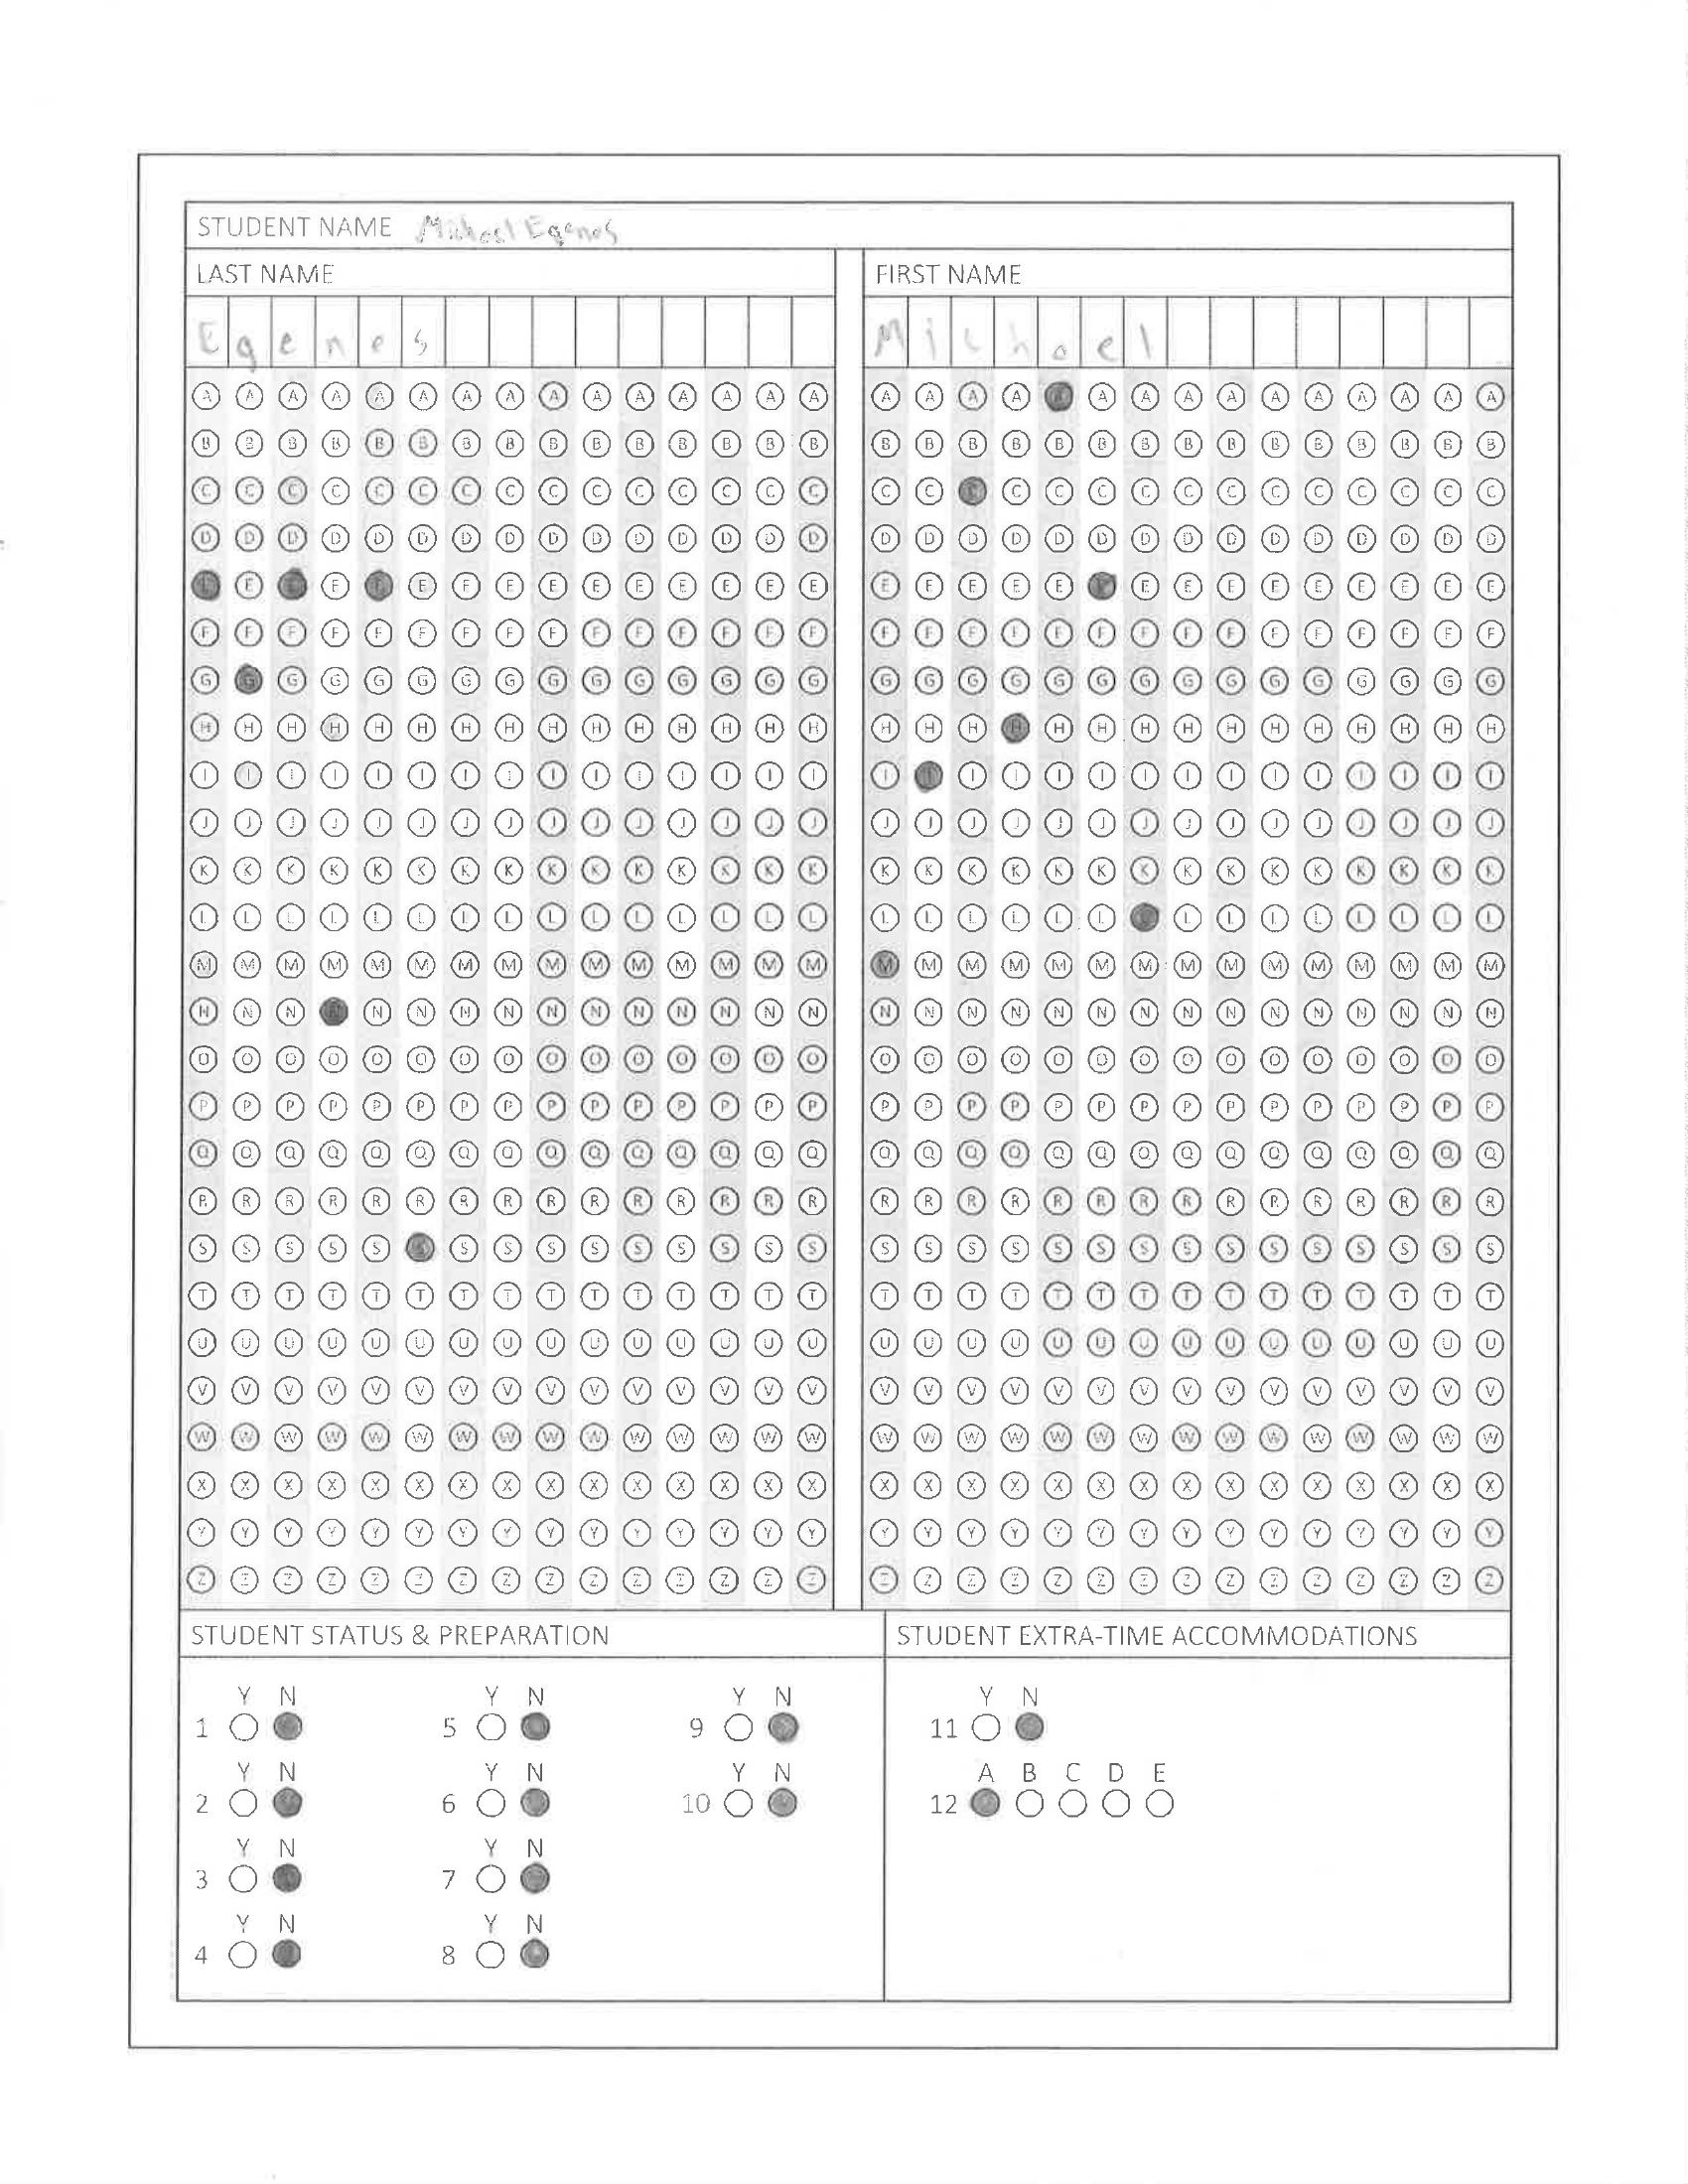 STUDENT NAME Michael Egenes
LAST NAME FIRST NAME
E g e n e s M i c h a e l
A A A A A A A A A A A A A A A A A A A A A A A A A A A A A
B B B B B B B B B B B B B B B B B B B B B B B B B B B B B B
C C C C C C C C C C C C C C C C C C C C C C C C C C C C C
D D D D D D D D D D D D D D D D D D D D D D D D D D D D D D
E E E E E E E E E E E E E E E E E E E E E E E E E E
F F F F F F F F F F F F F F F F F F F F F F F F F F F F F F
G G G G G G G G G G G G G G G G G G G G G G G G G G G G G G
H H H H H H H H H H H H H H H H H H H H H H H H H H H H H H
I I I I I I I I I I I I I I I I I I I I I I I I I I I I I I
J J J J J J J J J J J J J J J J J J J J J J J J J J J J J J
K K K K K K K K K K K K K K K K K K K K K K K K K K K K K K
L L L L L L L L L L L L L L L L L L L L L L L L L L L L L
M M M M M M M M M M M M M M M M M M M M M M M M M M M M M M
N N N N N N N N N N N N N N N N N N N N N N N N N N N N N
O O O O O O O O O O O O O O O O O O O O O O O O O O O O O O
P P P P P P P P P P P P P P P P P P P P P P P P P P P P P P
Q Q Q Q Q Q Q Q Q Q Q Q Q Q Q Q Q Q Q Q Q Q Q Q Q Q Q Q Q Q
R R R R R R R R R R R R R R R R R R R R R R R R R R R R R R
S S S S S S S S S S S S S S S S S S S S S S S S S S S S S
T T T T T T T T T T T T T T T T T T T T T T T T T T T T T T
U U U U U U U U U U U U U U U U U U U U U U U U U U U U U U
V V V V V V V V V V V V V V V V V V V V V V V V V V V V V V
W W W W W W W W W W W W W W W W W W W W W W W W W W W W W W
X X X X X X X X X X X X X X X X X X X X X X X X X X X X X X
Y Y Y Y Y Y Y Y Y Y Y Y Y Y Y Y Y Y Y Y Y Y Y Y Y Y Y Y Y Y
Z Z Z Z Z Z Z Z Z Z Z Z Z Z Z Z Z Z Z Z Z Z Z Z Z Z Z Z Z Z
STUDENT STATUS & PREPARATION STUDENT EXTRA-TIME ACCOMMODATIONS
Y N Y N Y N Y N
1 5 9 11
Y N Y N Y N A B C D E
2 6 10 12
Y N Y N
3 7
Y N Y N
4 8